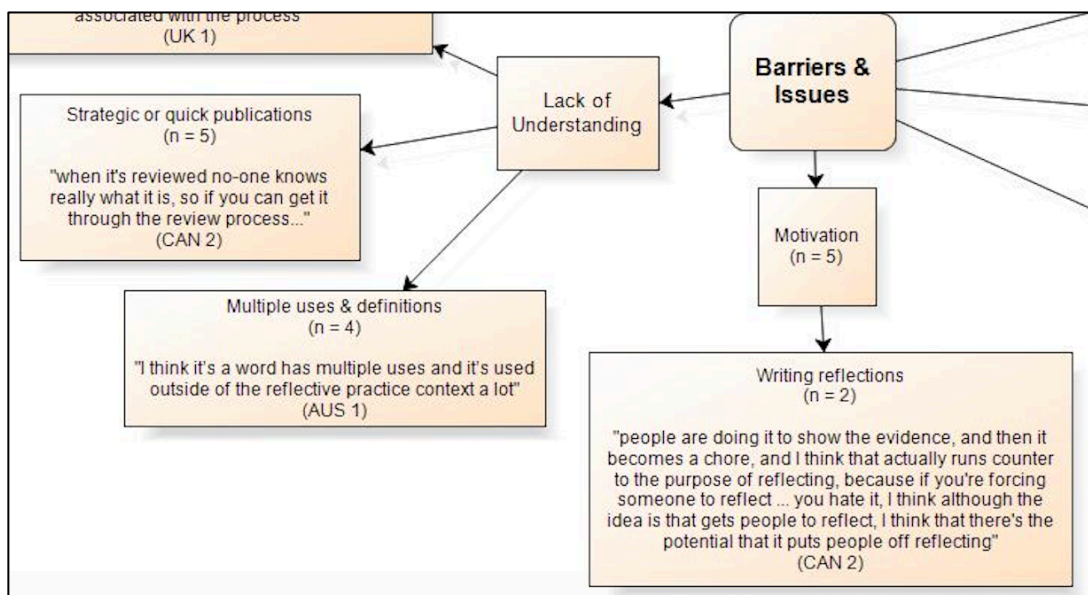 associated with the process
(UK 1)
Barriers &
Issues
Lack of
Understanding
Strategic or quick publications
(n = 5)
"when it's reviewed no-one knows
really what it is, so if you can get it
through the review process..."
(CAN 2)
Motivation
(n = 5)
Multiple uses & definitions
(n = 4)
"I think it's a word has multiple uses and it's used
outside of the reflective practice context a lot"
(AUS 1)
Writing reflections
(n = 2)
"people are doing it to show the evidence, and then it
becomes a chore, and I think that actually runs counter
to the purpose of reflecting, because if you're forcing
someone to reflect ... you hate it, I think although the
idea is that gets people to reflect, I think that there's the
potential that it puts people off reflecting"
(CAN 2)